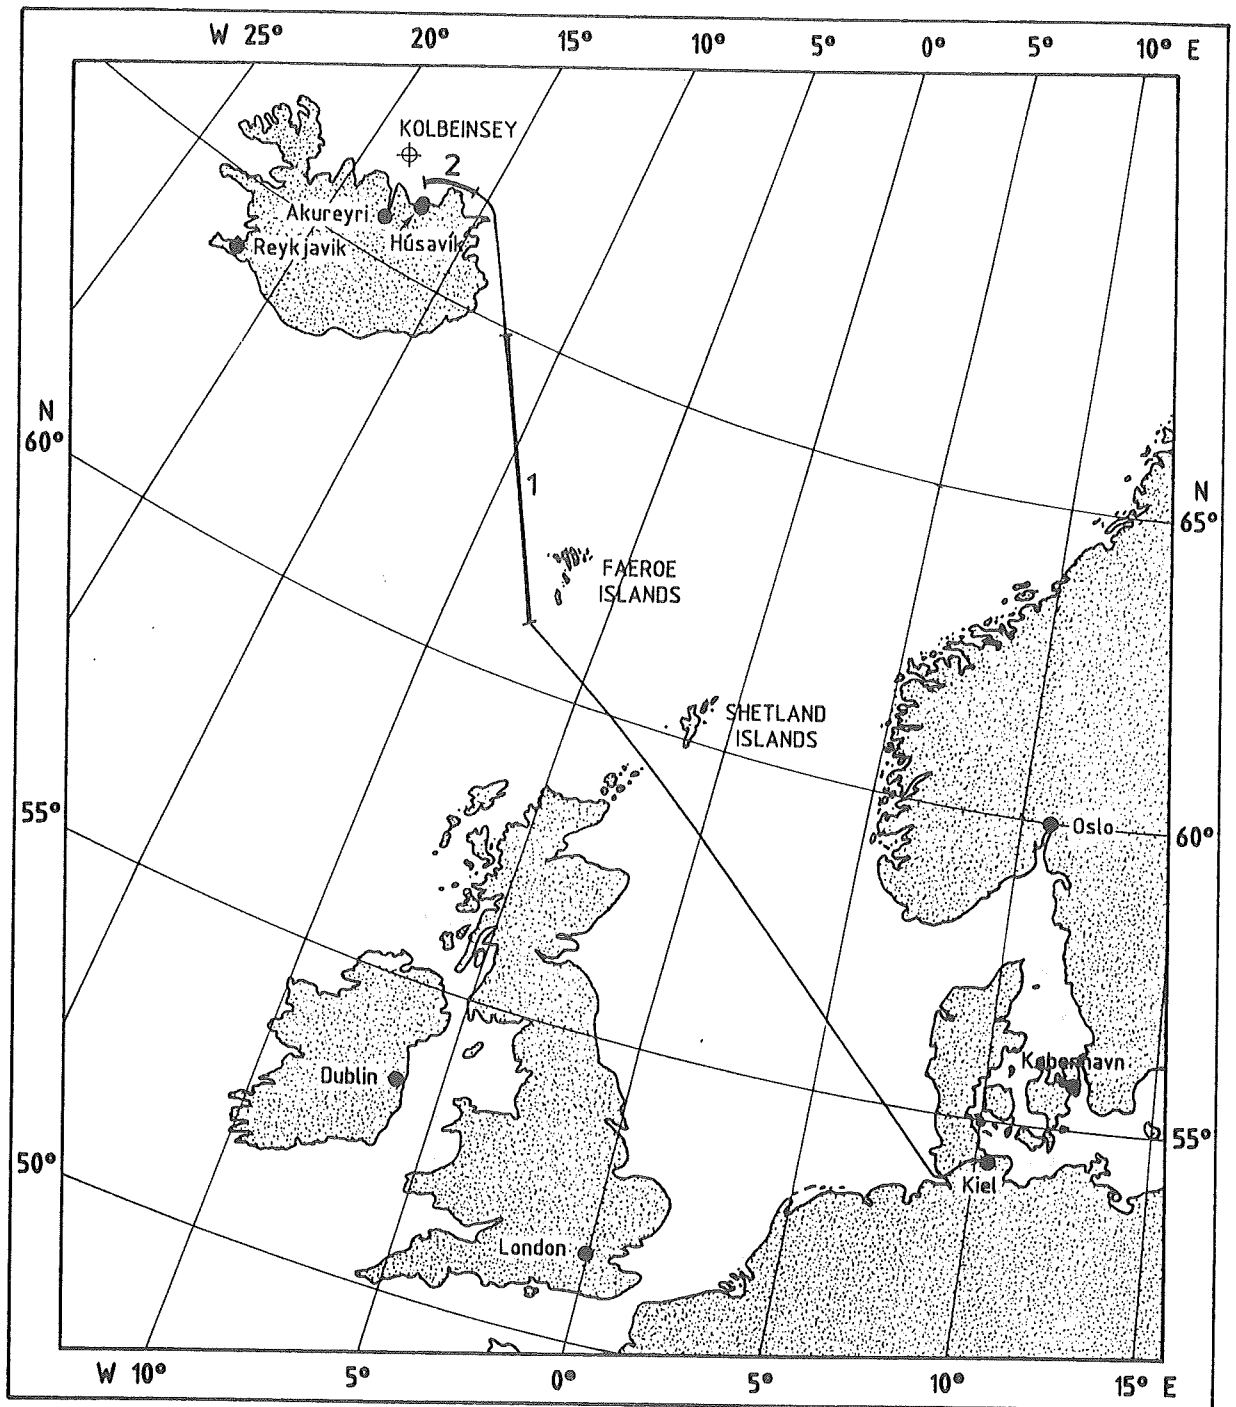 W 25° 20° 15° 10° 5° 0° 5° 10° E
KOLBEINSEY
2
Akureyri
Húsavík
Reykjavik
N
60°
1
N
65°
FAEROE
ISLANDS
SHETLAND
ISLANDS
55°
Oslo
60°
København
Dublin
55°
50°
Kiel
London
W 10° 5° 0° 5° 10° 15° E